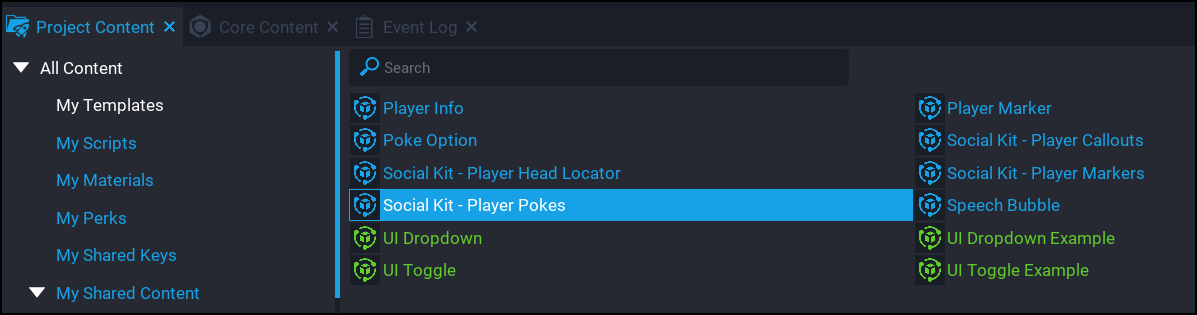 Project Content
Core Content
Event Log
All Content
My Templates
My Scripts
My Materials
My Perks
My Shared Keys
My Shared Content
Search
Player Info
Player Marker
Poke Option
Social Kit - Player Callouts
Social Kit - Player Head Locator
Social Kit - Player Markers
Social Kit - Player Pokes
Speech Bubble
UI Dropdown
UI Dropdown Example
UI Toggle
UI Toggle Example